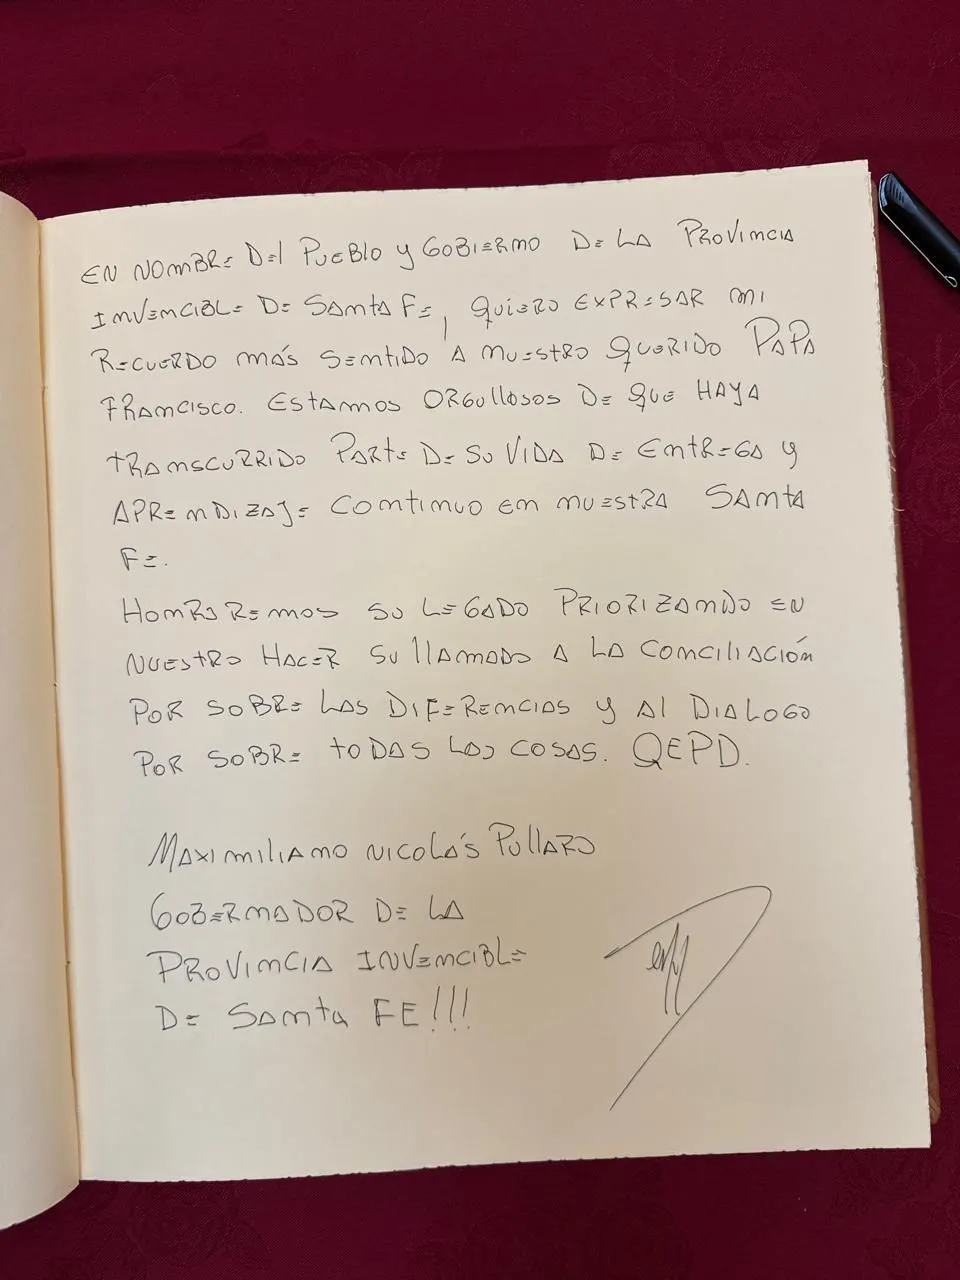 EN NOMBRE DEl PUEBLO y GOBIERNO DE LA PROVINCIA
INVENCIBLE DE SANTA FE, QUIERO EXPRESAR MI
RECUERDO MÁS SENTIDO A NUESTRO QUERIDO PAPA
FRANCISCO. ESTAMOS ORGUllOSOS DE QUE HAYA
TRANSCURRIDO PARTE DE SU VIDA DE ENTREGA y
APRENDIZAJE CONTINUO EN NUESTRA SANTA
FE.
HONRAREMOS SU LEGADO PRIORIZANDO EN
NUESTRO HACER SU llAMADO A LA CONCILIACIÓN
POR SOBRE LAS DIFERENCIAS y Al DIALOGO
POR SOBRE TODAS LAS COSAS. QEPD.
MAXIMILIANO NICOLÁS PUllARO
GOBERNADOR DE LA
PROVINCIA INVENCIBLE
DE SANTA FE!!!